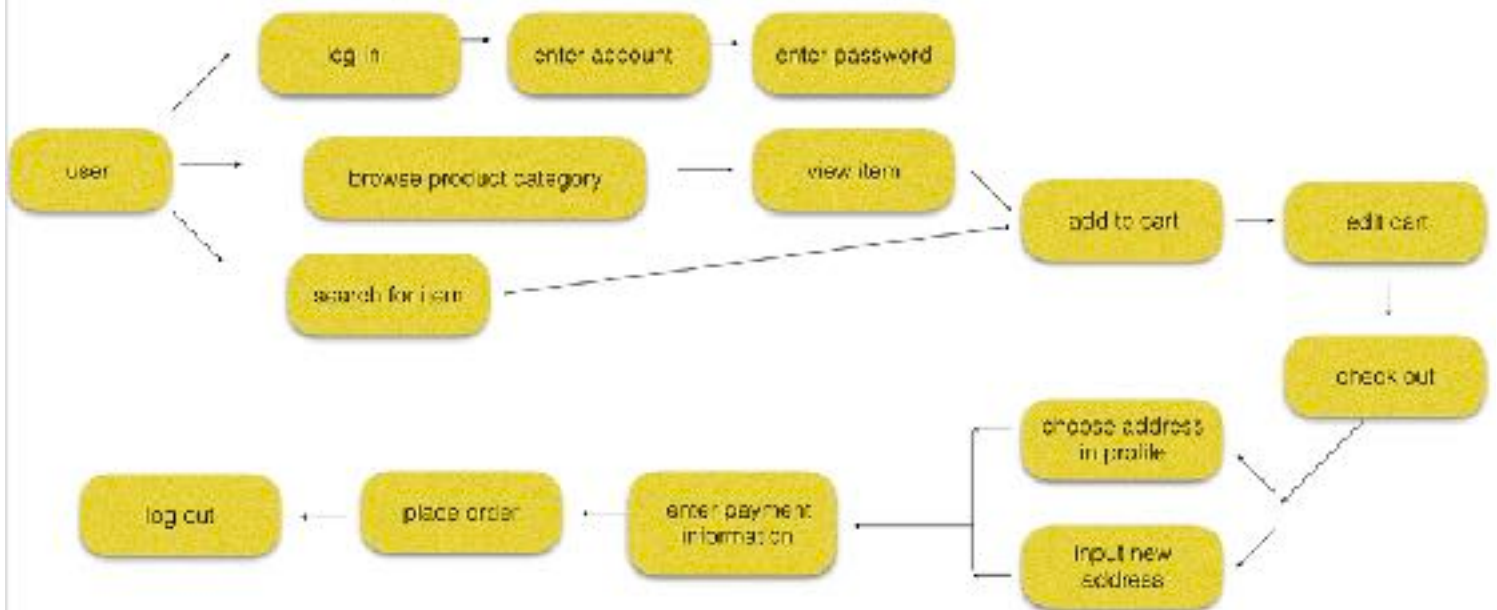 log in
enter account
enter password
user
browse product category
view item
add to cart
edit cart
search for item
check out
choose address
in profile
log out
place order
enter payment
information
input new
address